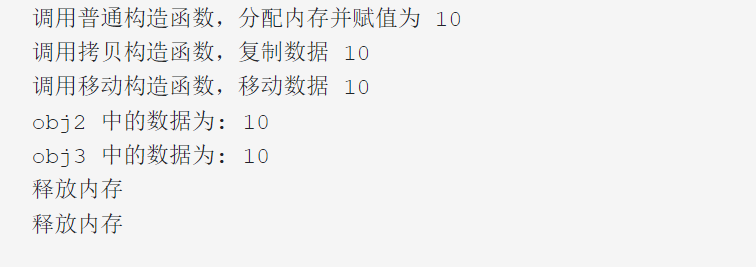 调用普通构造函数，分配内存并赋值为 10
调用拷贝构造函数，复制数据 10
调用移动构造函数，移动数据 10
obj2 中的数据为: 10
obj3 中的数据为: 10
释放内存
释放内存